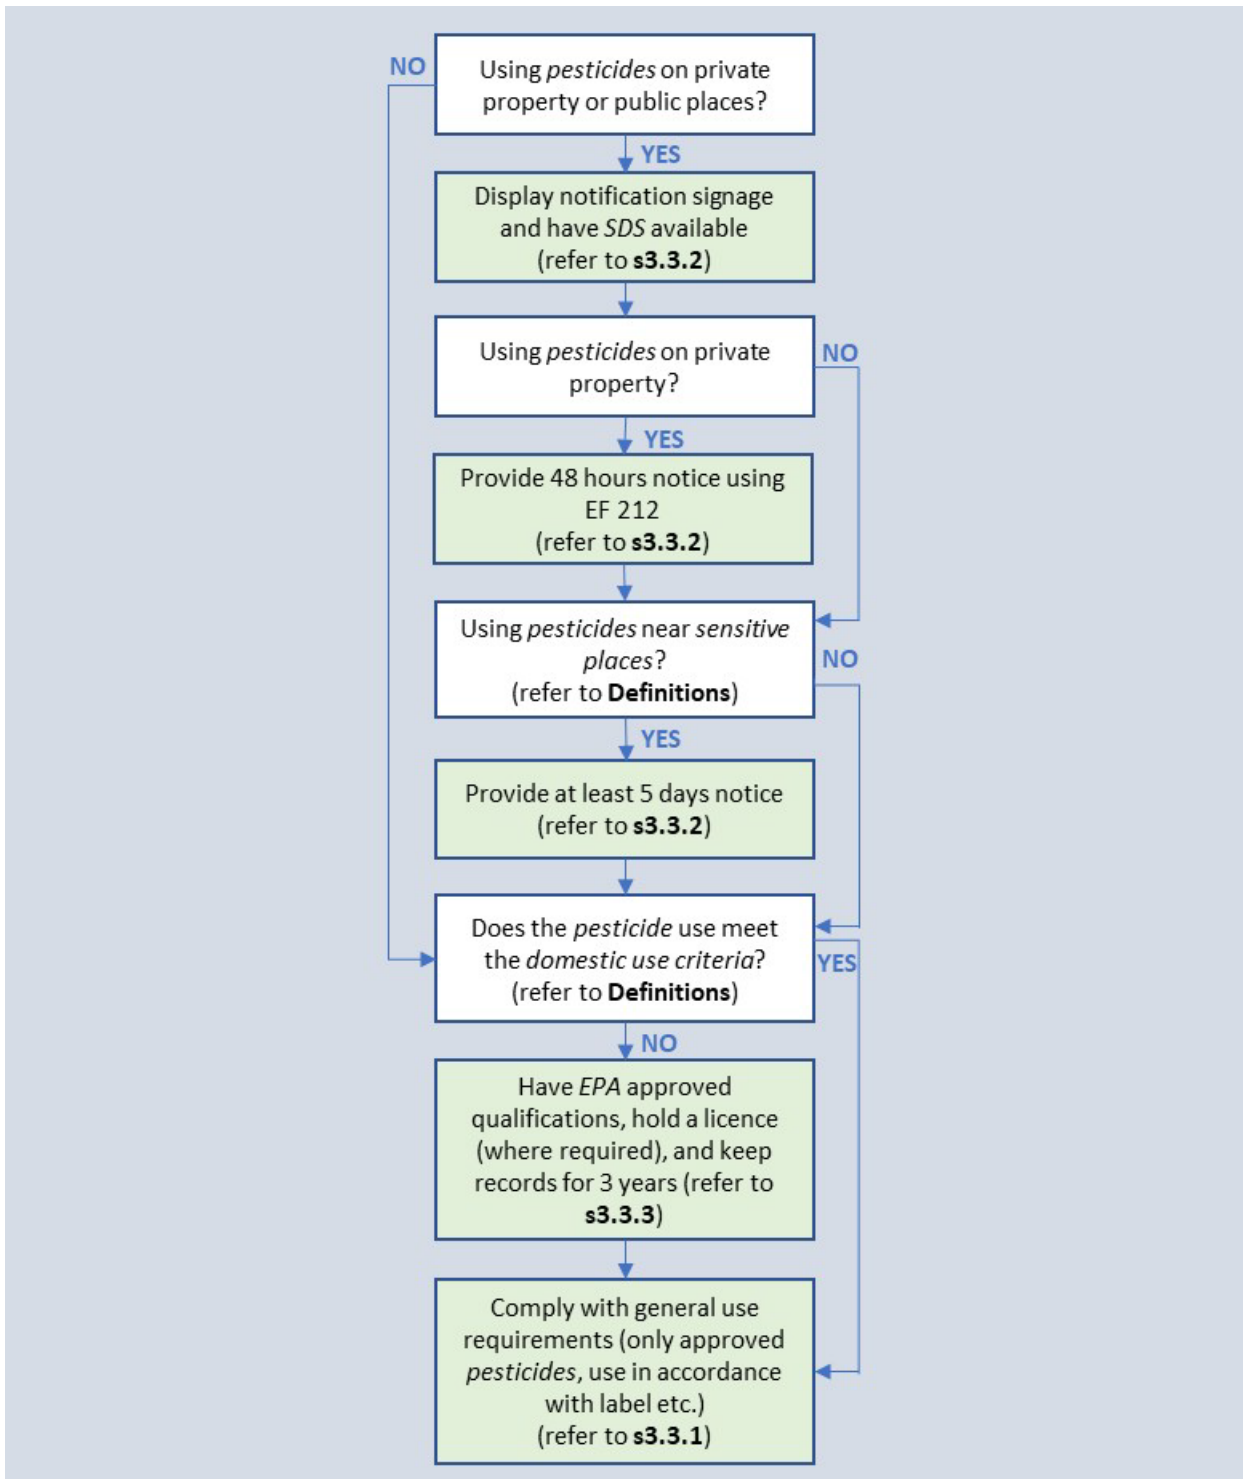 NO
Using pesticides on private
property or public places?
YES
Display notification signage
and have SDS available
(refer to s3.3.2)
Using pesticides on private
property?
NO
YES
Provide 48 hours notice using
EF 212
(refer to s3.3.2)
Using pesticides near sensitive
places?
(refer to Definitions)
NO
YES
Provide at least 5 days notice
(refer to s3.3.2)
Does the pesticide use meet
the domestic use criteria?
(refer to Definitions)
YES
NO
Have EPA approved
qualifications, hold a licence
(where required), and keep
records for 3 years (refer to
s3.3.3)
Comply with general use
requirements (only approved
pesticides, use in accordance
with label etc.)
(refer to s3.3.1)